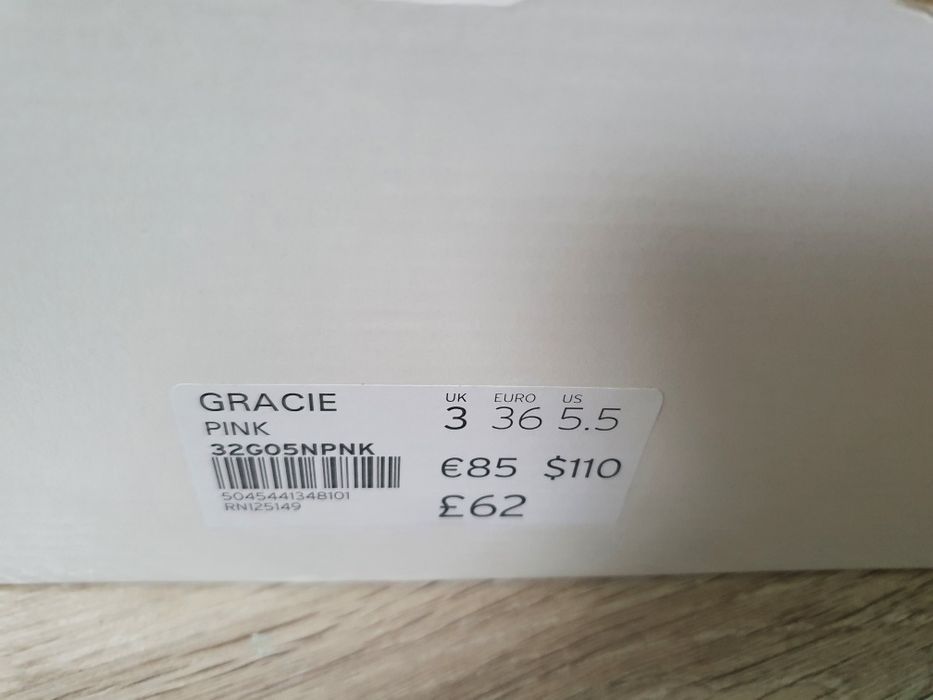 GRACIE
PINK
32G05NPNK
5045441348101
RN125149
UK EURO US
3 36 5.5
€85 $110
£62